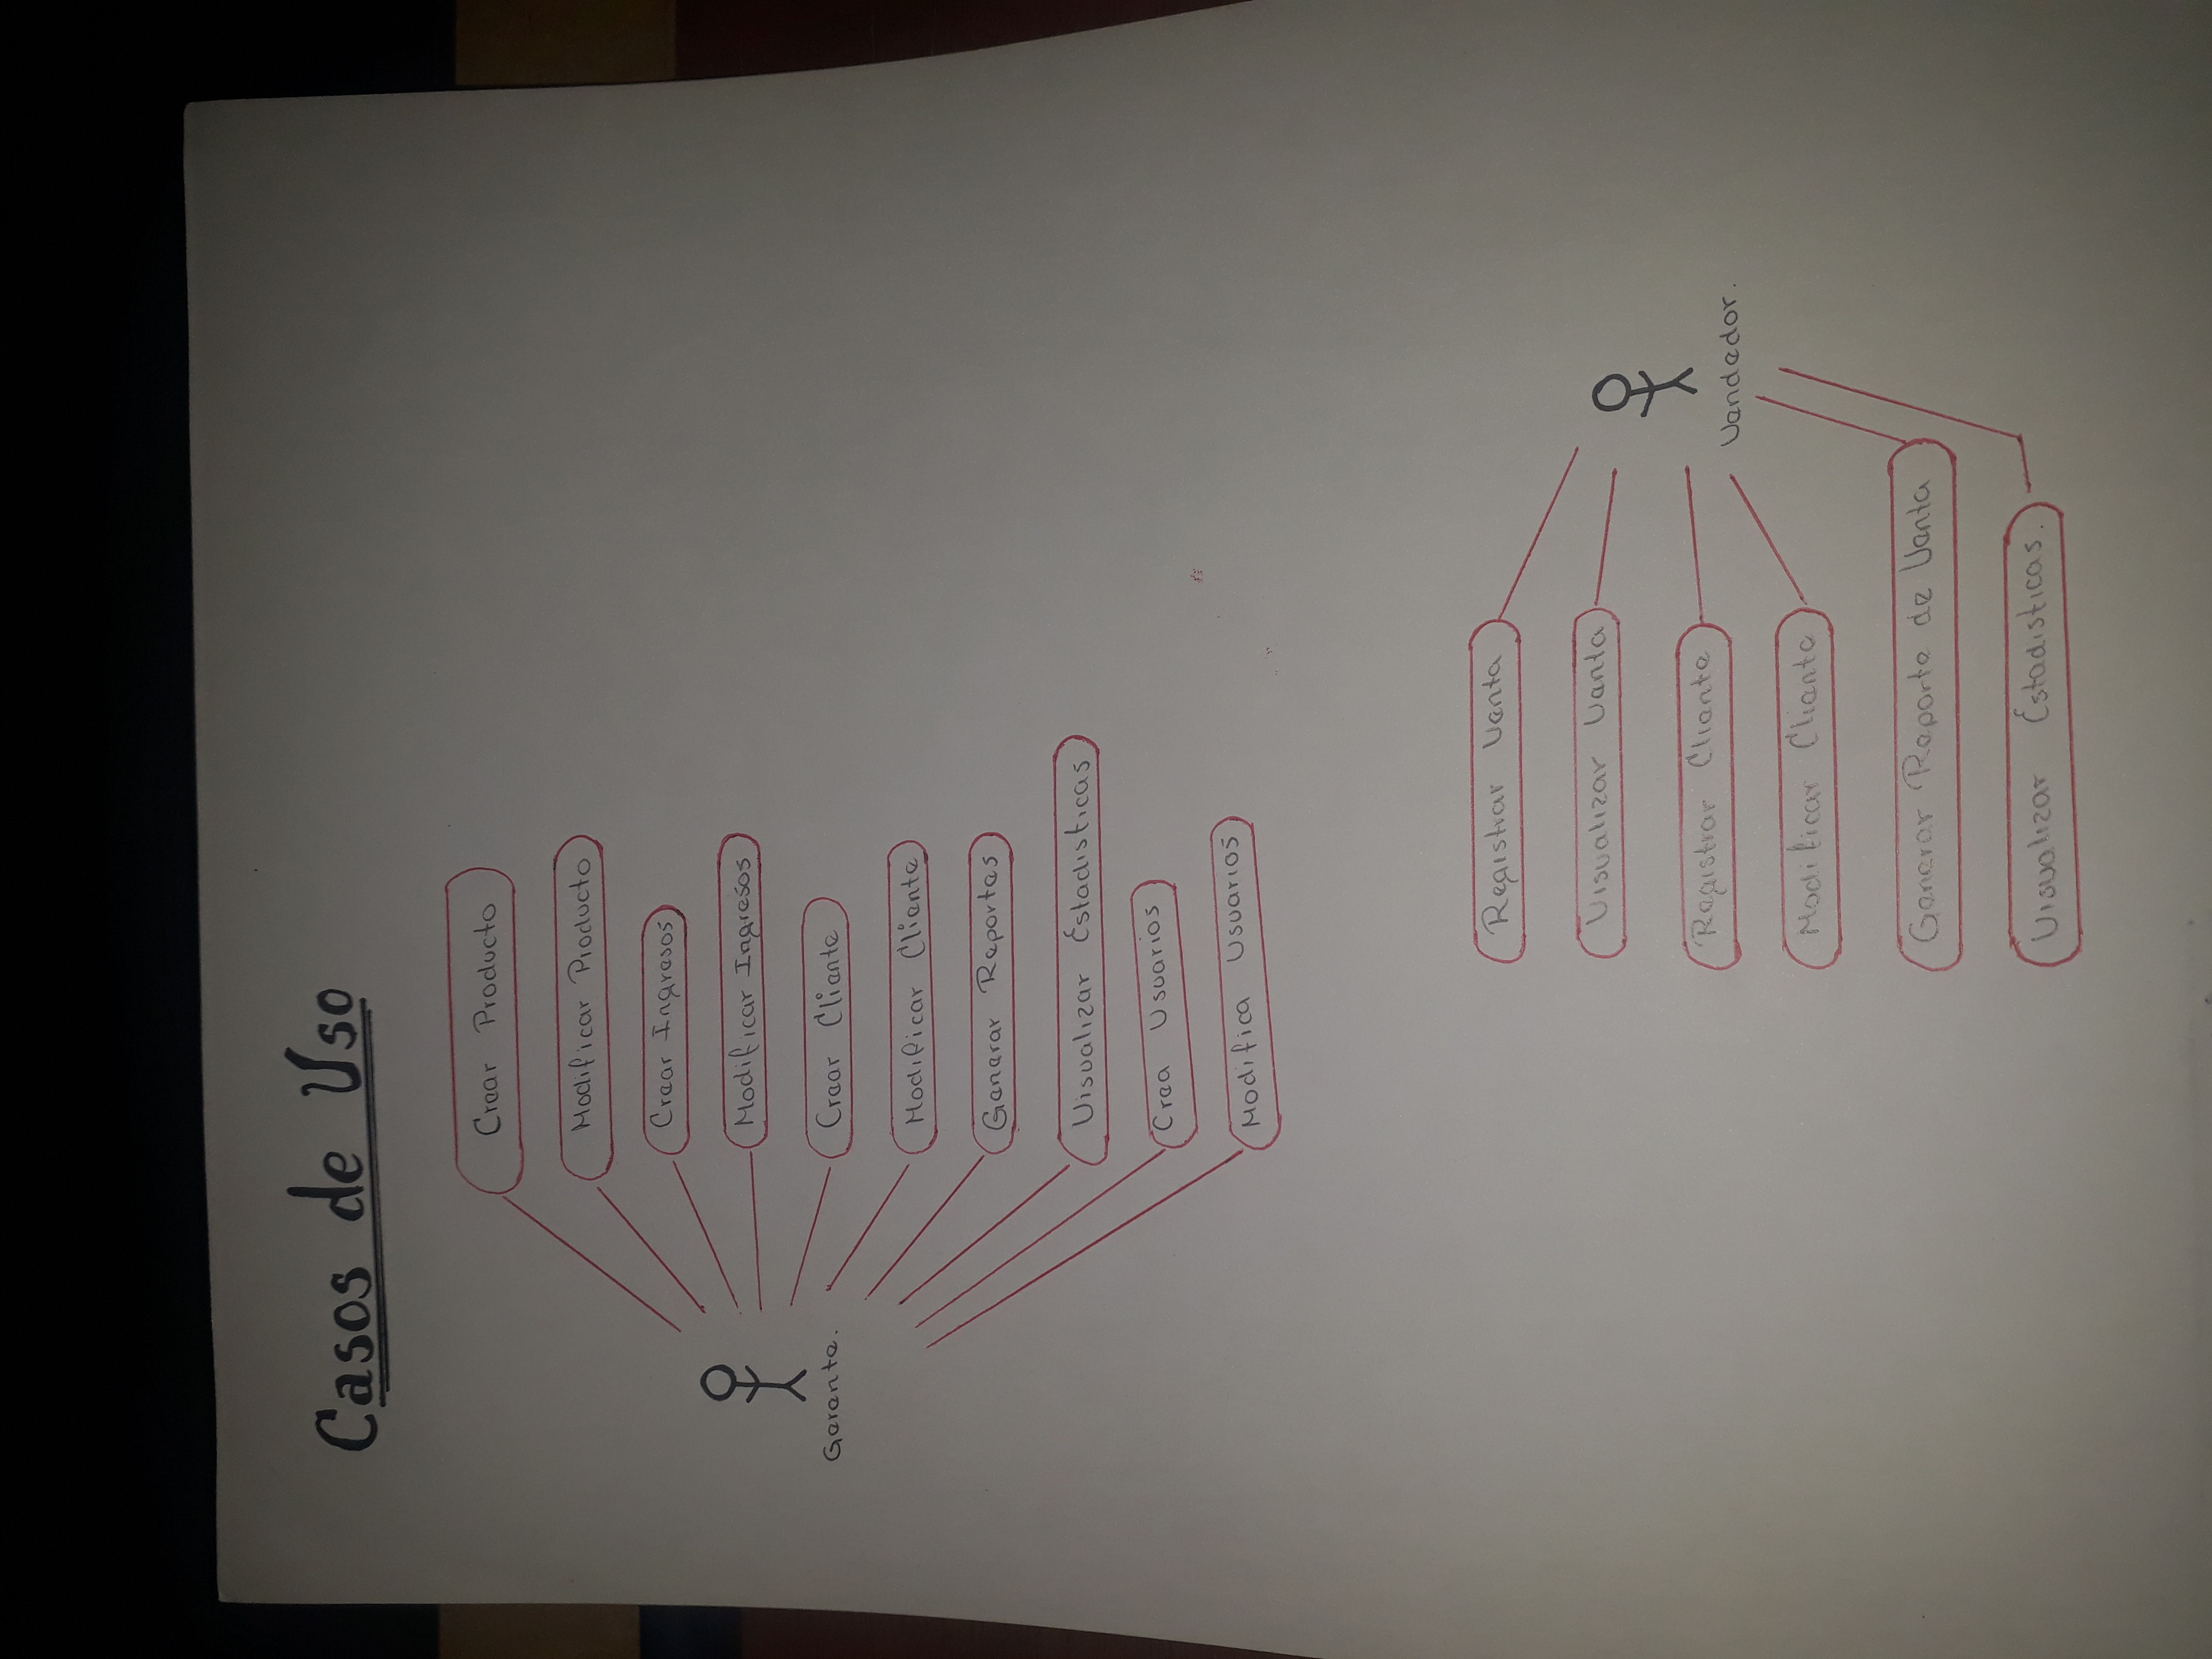 Casos de Uso
Crear Producto
Modificar Producto
Crear Ingresos
Modificar Ingresos
Crear Cliente
Modificar Cliente
Generar Reportes
Visualizar Estadisticas
Crea Usuarios
Modifica Usuarios
Gerente.
Registrar Venta
Visualizar Venta
Registrar Cliente
Modificar Cliente
Generar Reporte de Venta
Visualizar Estadisticas.
Vendedor.